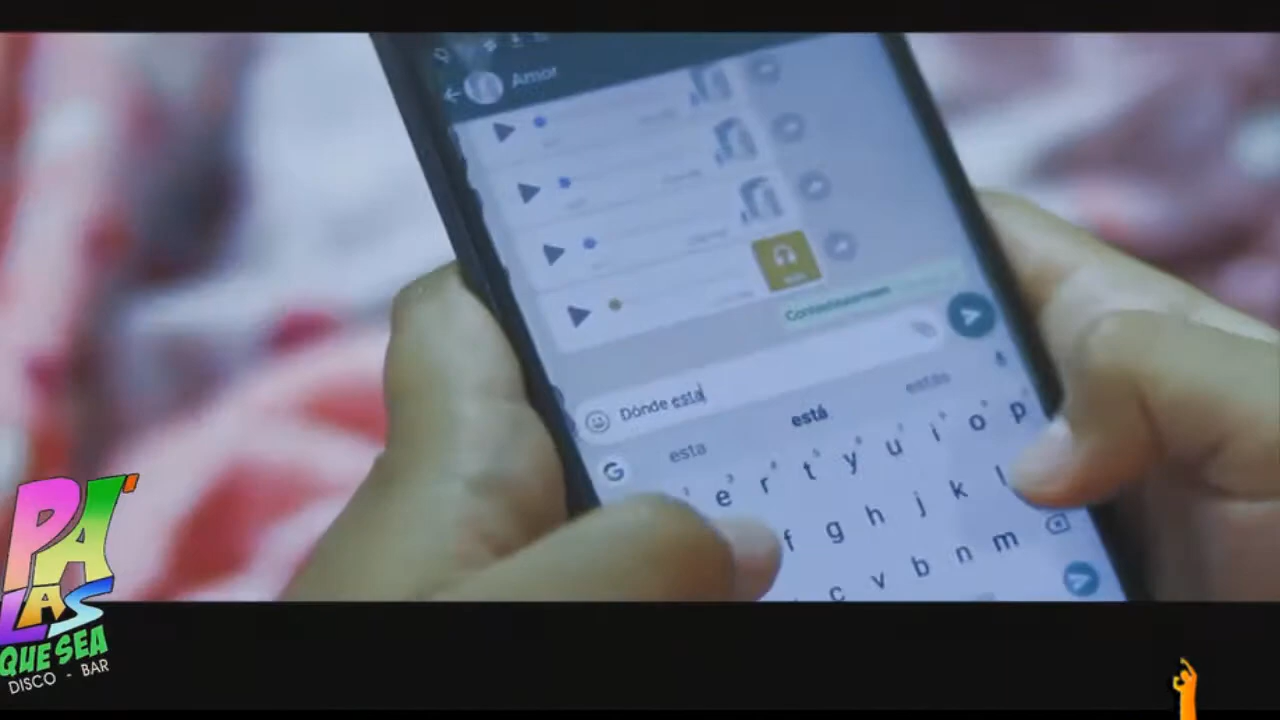 Amor
Dónde esta
esta está estás
e r t y u i o p
f g h j k l
c v b n m
PA'
LAS
QUE SEA
DISCO - BAR